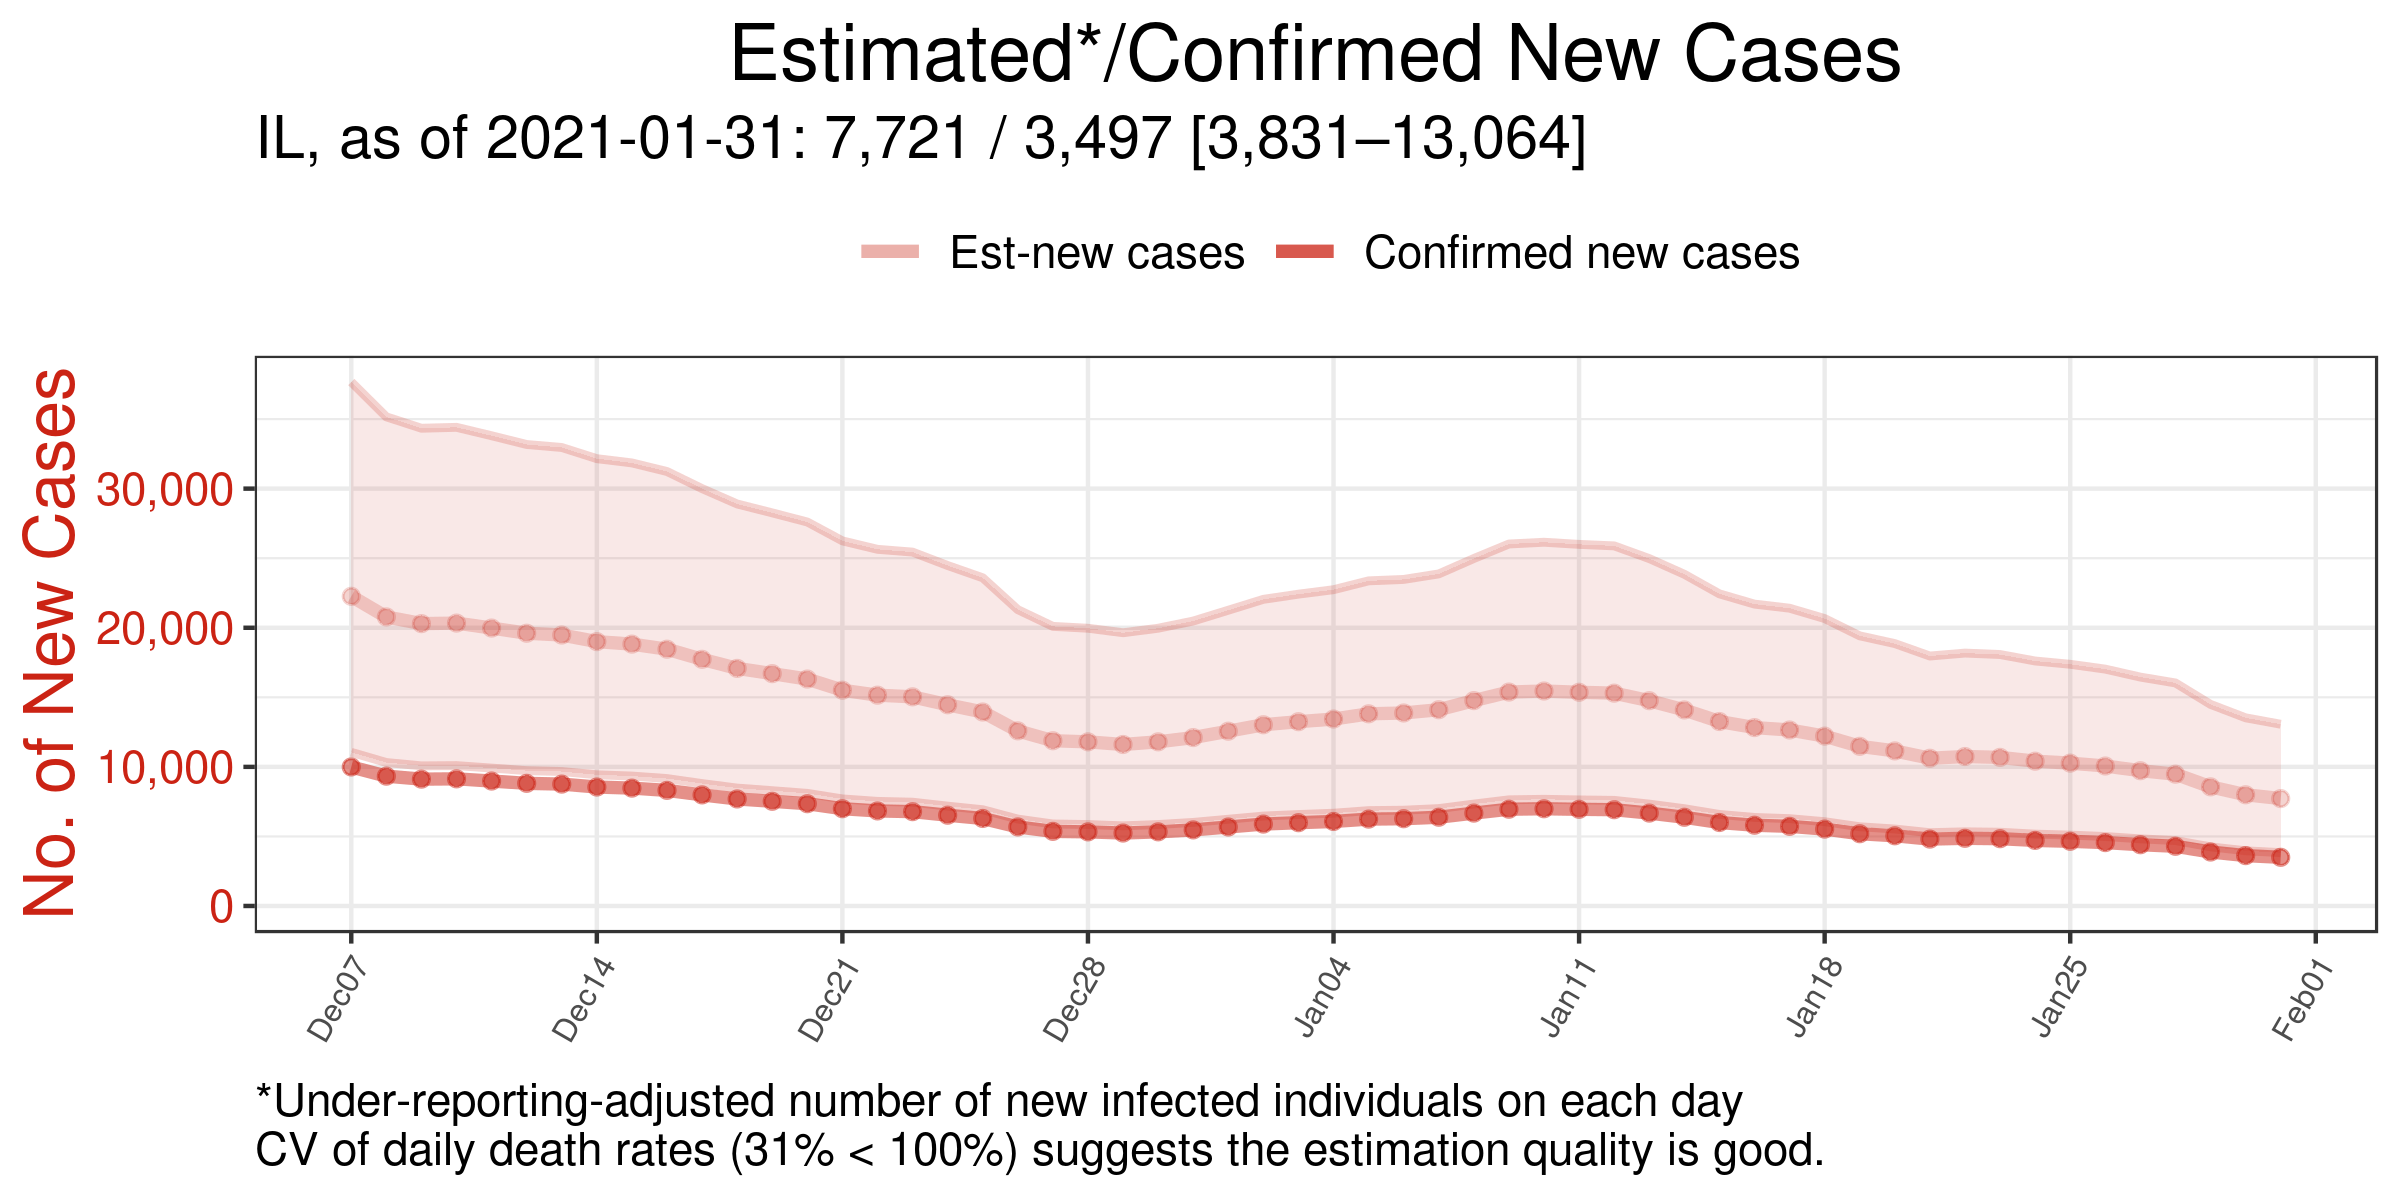 Estimated*/Confirmed New Cases
IL, as of 2021-01-31: 7,721 / 3,497 [3,831–13,064]
Est-new cases
Confirmed new cases
No. of New Cases
30,000
20,000
10,000
0
Dec07
Dec14
Dec21
Dec28
Jan04
Jan11
Jan18
Jan25
Feb01
*Under-reporting-adjusted number of new infected individuals on each day
CV of daily death rates (31% < 100%) suggests the estimation quality is good.